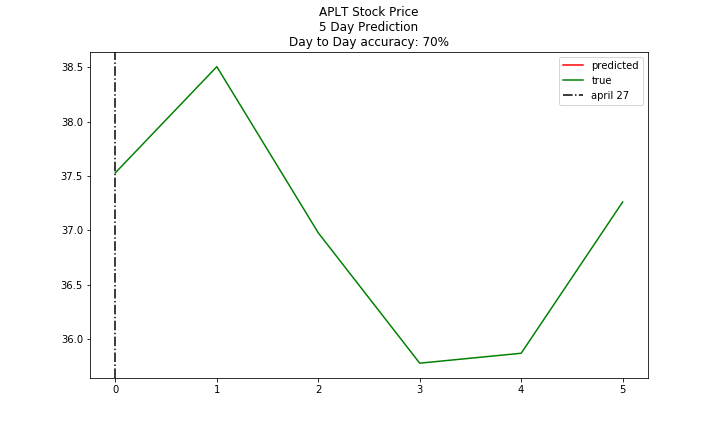 APLT Stock Price
5 Day Prediction
Day to Day accuracy: 70%
predicted
true
april 27
38.5
38.0
37.5
37.0
36.5
36.0
0 1 2 3 4 5